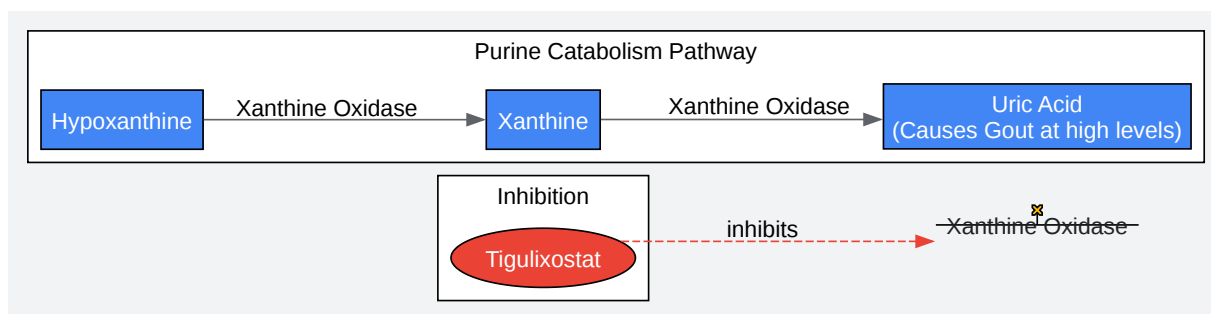 Purine Catabolism Pathway
Hypoxanthine
Xanthine Oxidase
Xanthine
Xanthine Oxidase
Uric Acid
(Causes Gout at high levels)
Inhibition
Tigulixostat
inhibits
Xanthine Oxidase